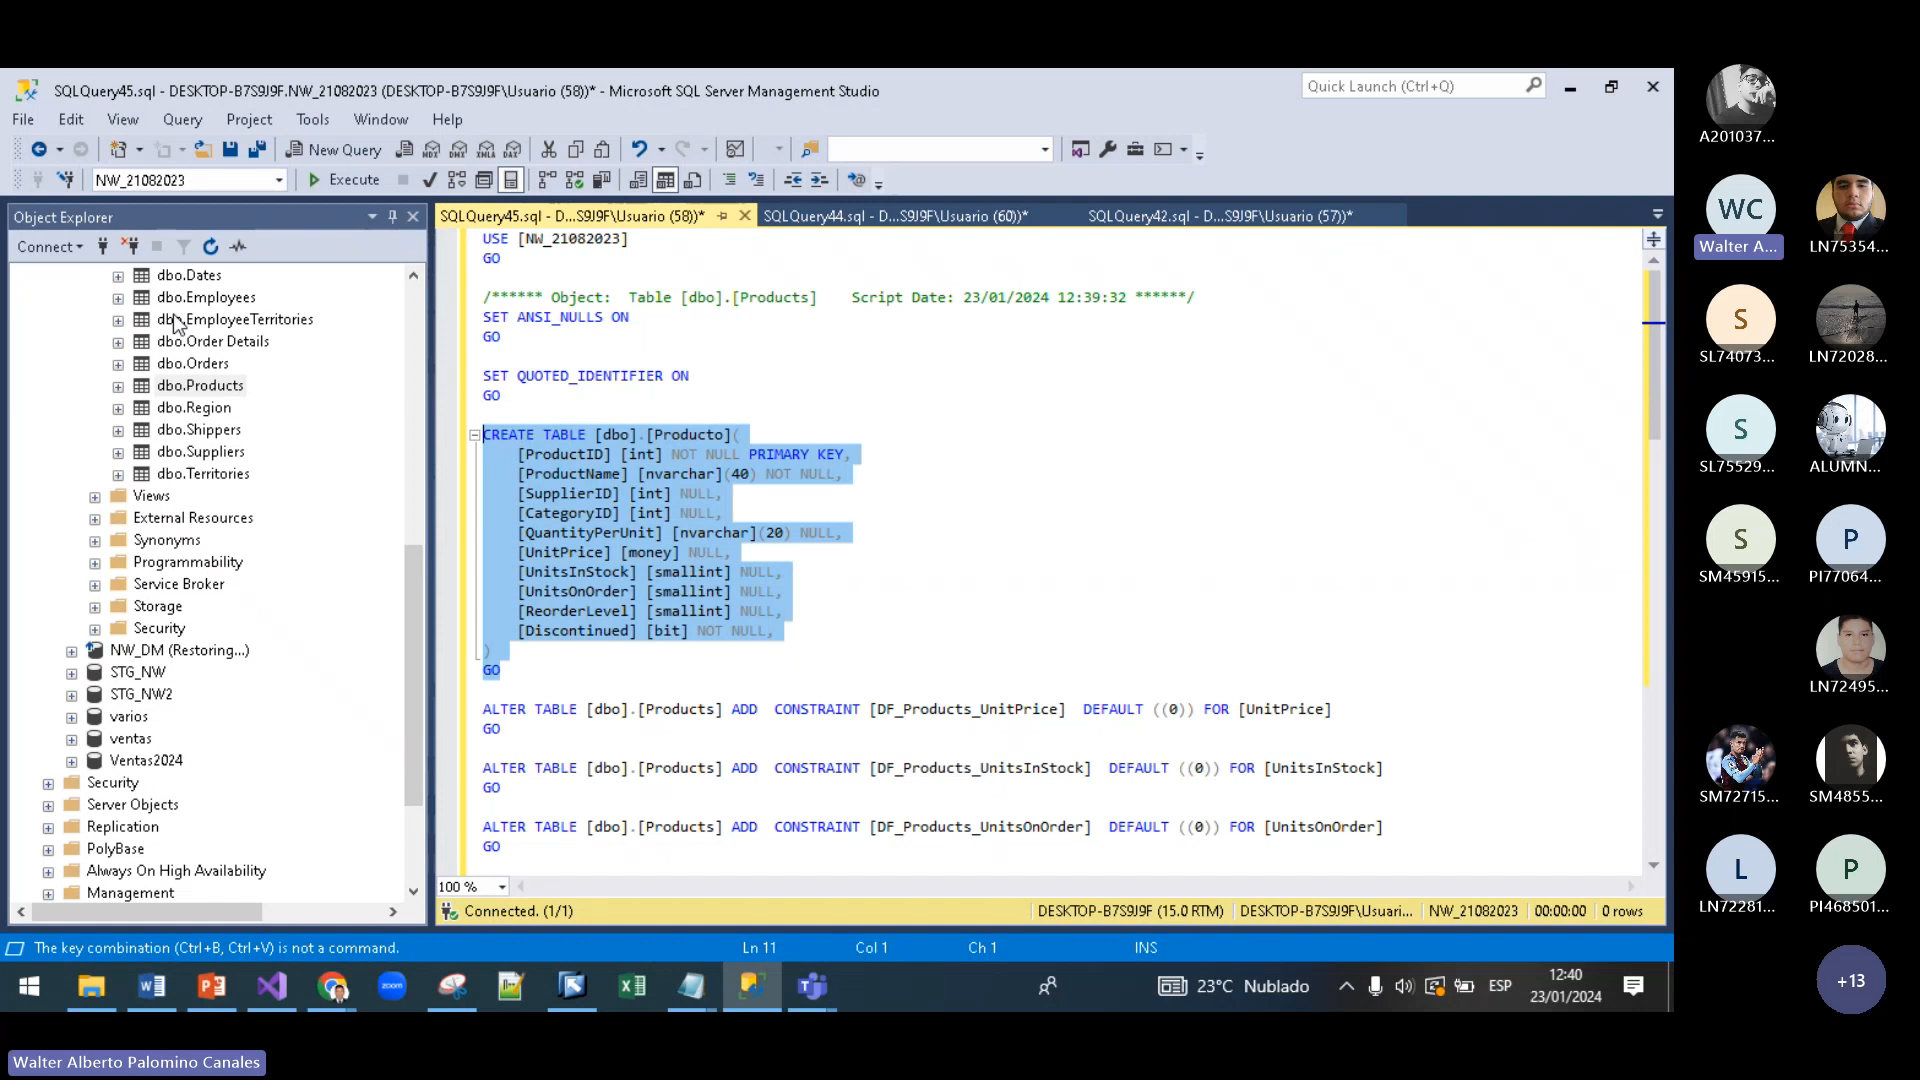 SQLQuery45.sql - DESKTOP-B7S9J9F.NW_21082023 (DESKTOP-B7S9J9F\Usuario (58))* - Microsoft SQL Server Management Studio
Quick Launch (Ctrl+Q)
File Edit View Query Project Tools Window Help
New Query
NW_21082023
Execute
Object Explorer
Connect
dbo.Dates
dbo.Employees
dbo.EmployeeTerritories
dbo.Order Details
dbo.Orders
dbo.Products
dbo.Region
dbo.Shippers
dbo.Suppliers
dbo.Territories
Views
External Resources
Synonyms
Programmability
Service Broker
Storage
Security
NW_DM (Restoring...)
STG_NW
STG_NW2
varios
ventas
Ventas2024
Security
Server Objects
Replication
PolyBase
Always On High Availability
Management
SQLQuery45.sql - D...S9J9F\Usuario (58))*
SQLQuery44.sql - D...S9J9F\Usuario (60))*
SQLQuery42.sql - D...S9J9F\Usuario (57))*
USE [NW_21082023]
GO
/****** Object:  Table [dbo].[Products]    Script Date: 23/01/2024 12:39:32 ******/
SET ANSI_NULLS ON
GO
SET QUOTED_IDENTIFIER ON
GO
CREATE TABLE [dbo].[Producto](
[ProductID] [int] NOT NULL PRIMARY KEY,
[ProductName] [nvarchar](40) NOT NULL,
[SupplierID] [int] NULL,
[CategoryID] [int] NULL,
[QuantityPerUnit] [nvarchar](20) NULL,
[UnitPrice] [money] NULL,
[UnitsInStock] [smallint] NULL,
[UnitsOnOrder] [smallint] NULL,
[ReorderLevel] [smallint] NULL,
[Discontinued] [bit] NOT NULL,
)
GO
ALTER TABLE [dbo].[Products] ADD  CONSTRAINT [DF_Products_UnitPrice]  DEFAULT ((0)) FOR [UnitPrice]
GO
ALTER TABLE [dbo].[Products] ADD  CONSTRAINT [DF_Products_UnitsInStock]  DEFAULT ((0)) FOR [UnitsInStock]
GO
ALTER TABLE [dbo].[Products] ADD  CONSTRAINT [DF_Products_UnitsOnOrder]  DEFAULT ((0)) FOR [UnitsOnOrder]
GO
100 %
Connected. (1/1)
DESKTOP-B7S9J9F (15.0 RTM)
DESKTOP-B7S9J9F\Usuari...
NW_21082023
00:00:00
0 rows
The key combination (Ctrl+B, Ctrl+V) is not a command.
Ln 11
Col 1
Ch 1
INS
zoom
23°C Nublado
ESP
12:40
23/01/2024
A201037...
WC
Walter A...
LN75354...
S
SL74073...
LN72028...
S
SL75529...
ALUMN...
S
SM45915...
P
PI77064...
LN72495...
SM72715...
SM4855...
L
LN72281...
P
PI468501...
+13
Walter Alberto Palomino Canales